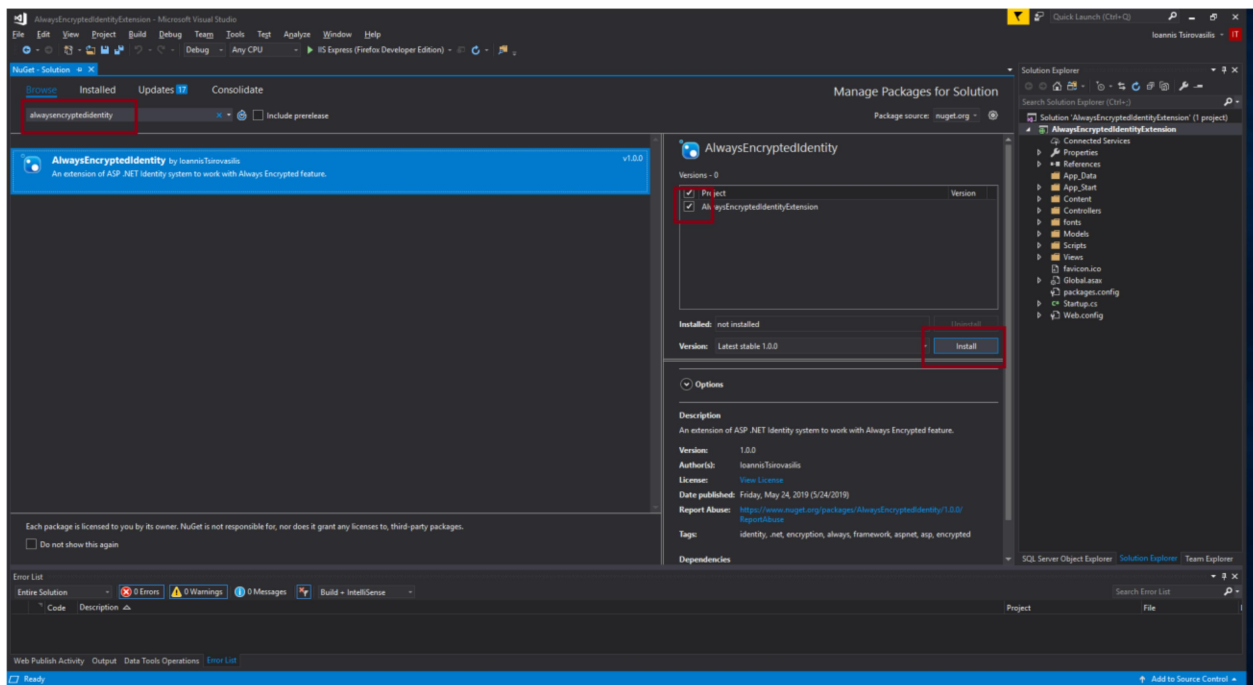 AlwaysEncryptedIdentityExtension - Microsoft Visual Studio
Quick Launch (Ctrl+Q)
File Edit View Project Build Debug Team Tools Test Analyze Window Help
Ioannis Tsirovasilis IT
Debug Any CPU IIS Express (Firefox Developer Edition)
NuGet - Solution
Browse Installed Updates 17 Consolidate
Manage Packages for Solution
alwaysencryptedidentity
Include prerelease
Package source: nuget.org
AlwaysEncryptedIdentity by IoannisTsirovasilis v1.0.0
An extension of ASP .NET Identity system to work with Always Encrypted feature.
Each package is licensed to you by its owner. NuGet is not responsible for, nor does it grant any licenses to, third-party packages.
Do not show this again
AlwaysEncryptedIdentity
Versions - 0
Project Version
AlwaysEncryptedIdentityExtension
Installed: not installed Uninstall
Version: Latest stable 1.0.0 Install
Options
Description
An extension of ASP .NET Identity system to work with Always Encrypted feature.
Version: 1.0.0
Author(s): IoannisTsirovasilis
License: View License
Date published: Friday, May 24, 2019 (5/24/2019)
Report Abuse: https://www.nuget.org/packages/AlwaysEncryptedIdentity/1.0.0/
ReportAbuse
Tags: identity, .net, encryption, always, framework, aspnet, asp, encrypted
Dependencies
Solution Explorer
Search Solution Explorer (Ctrl+;)
Solution 'AlwaysEncryptedIdentityExtension' (1 project)
AlwaysEncryptedIdentityExtension
Connected Services
Properties
References
App_Data
App_Start
Content
Controllers
fonts
Models
Scripts
Views
favicon.ico
Global.asax
packages.config
Startup.cs
Web.config
SQL Server Object Explorer Solution Explorer Team Explorer
Error List
Entire Solution 0 Errors 0 Warnings 0 Messages Build + IntelliSense
Search Error List
Code Description Project File
Web Publish Activity Output Data Tools Operations Error List
Ready
Add to Source Control